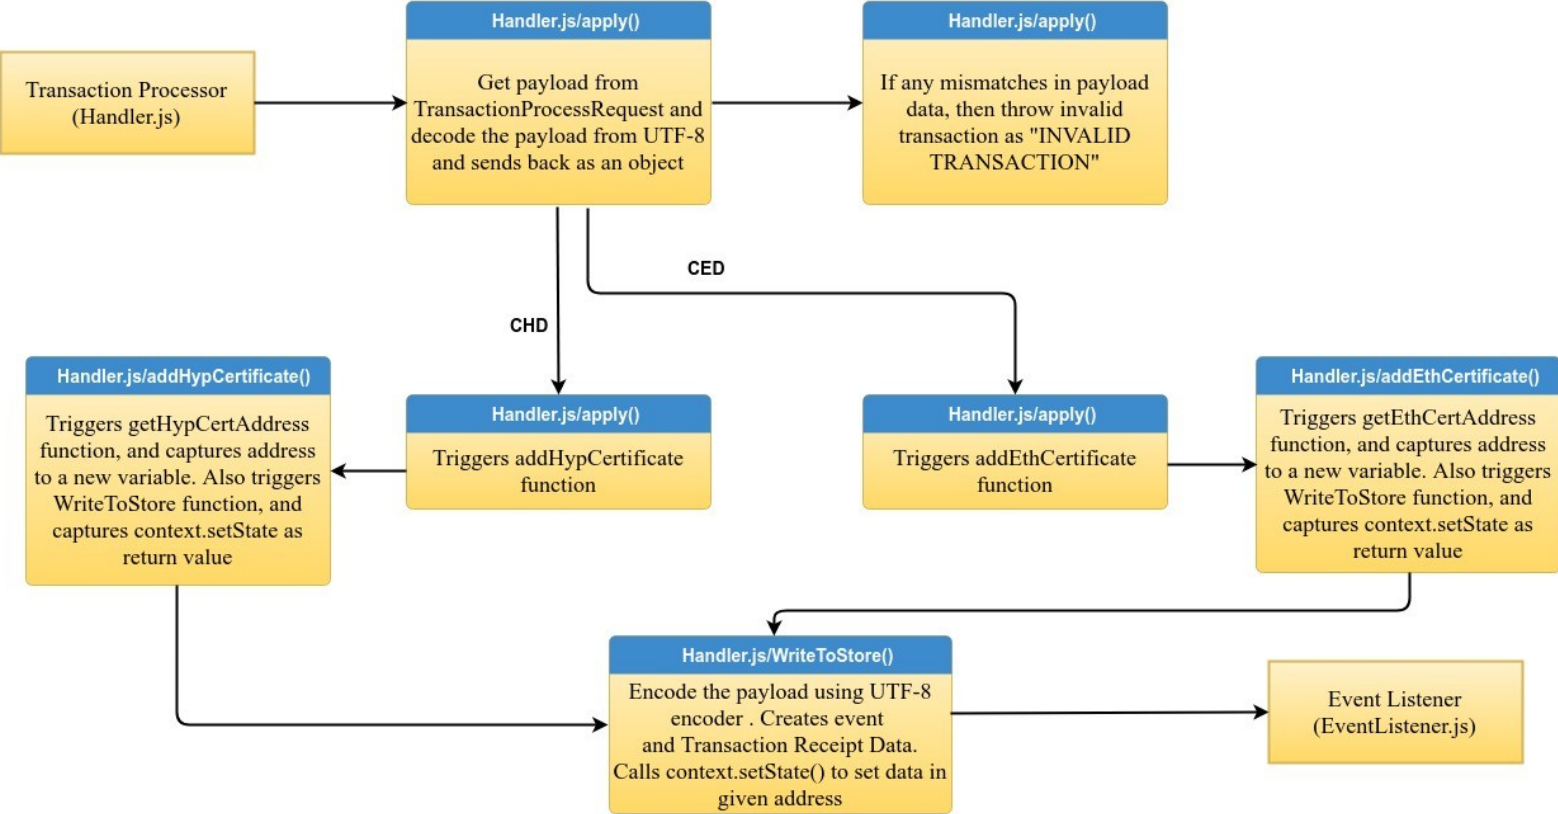 Transaction Processor
(Handler.js)
Handler.js/apply()
Get payload from
TransactionProcessRequest and
decode the payload from UTF-8
and sends back as an object
Handler.js/apply()
If any mismatches in payload
data, then throw invalid
transaction as "INVALID
TRANSACTION"
CED
CHD
Handler.js/addHypCertificate()
Triggers getHypCertAddress
function, and captures address
to a new variable. Also triggers
WriteToStore function, and
captures context.setState as
return value
Handler.js/apply()
Triggers addHypCertificate
function
Handler.js/apply()
Triggers addEthCertificate
function
Handler.js/addEthCertificate()
Triggers getEthCertAddress
function, and captures address
to a new variable. Also triggers
WriteToStore function, and
captures context.setState as
return value
Handler.js/WriteToStore()
Encode the payload using UTF-8
encoder . Creates event
and Transaction Receipt Data.
Calls context.setState() to set data in
given address
Event Listener
(EventListener.js)